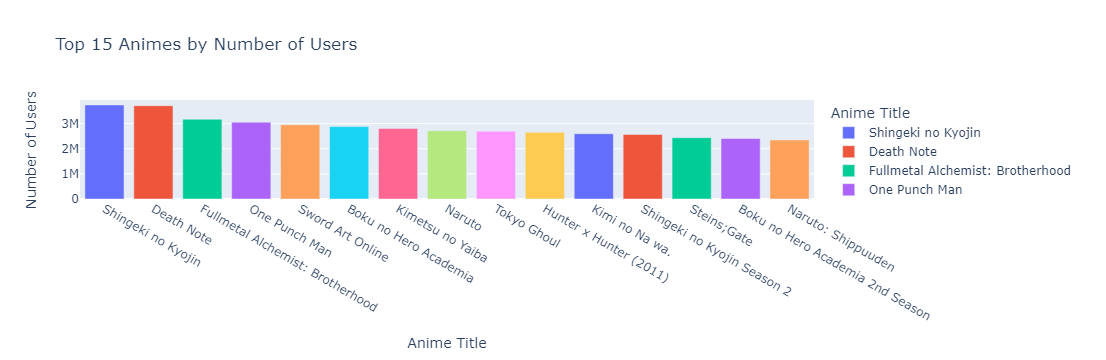 Top 15 Animes by Number of Users
Number of Users
3M
2M
1M
0
Shingeki no Kyojin
Death Note
Fullmetal Alchemist: Brotherhood
One Punch Man
Sword Art Online
Boku no Hero Academia
Kimetsu no Yaiba
Naruto
Tokyo Ghoul
Hunter x Hunter (2011)
Kimi no Na wa.
Shingeki no Kyojin Season 2
Steins;Gate
Boku no Hero Academia 2nd Season
Naruto: Shippuuden
Anime Title
Anime Title
Shingeki no Kyojin
Death Note
Fullmetal Alchemist: Brotherhood
One Punch Man